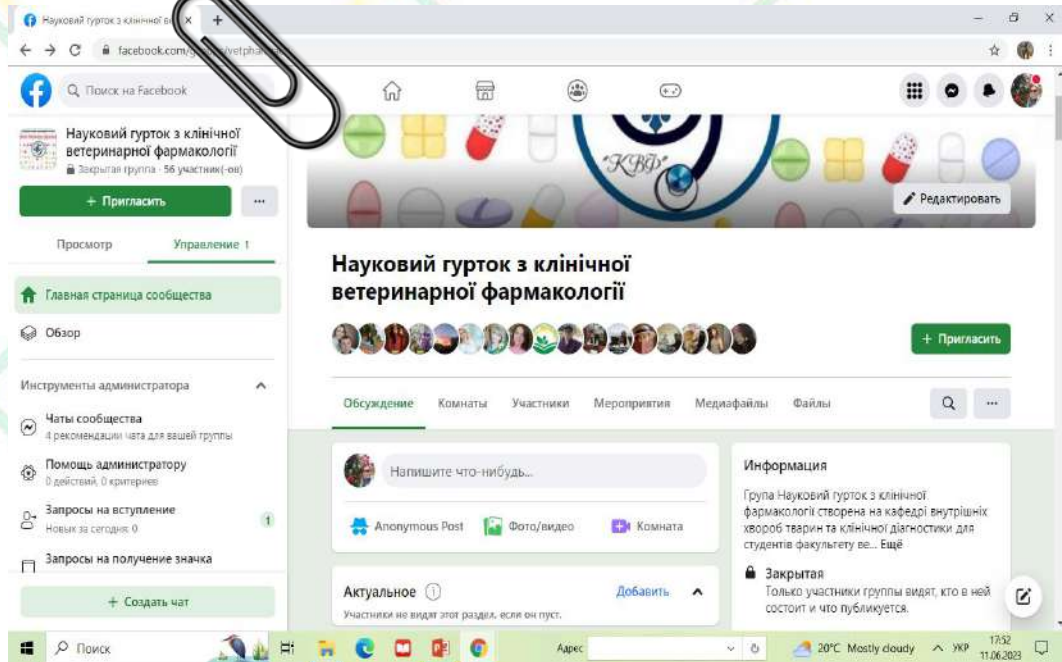 Науковий гурток з клінічної ве
facebook.com/g
vetpharma
Поиск на Facebook
Науковий гурток з клінічної
ветеринарної фармакології
Закрытая группа · 56 участник(-ов)
+ Пригласить
Просмотр
Управление 1
Главная страница сообщества
Обзор
Инструменты администратора
Чаты сообщества
4 рекомендации чата для вашей группы
Помощь администратору
0 действий, 0 критериев
Запросы на вступление
Новых за сегодня: 0
1
Запросы на получение значка
+ Создать чат
"КВФ"
Редактировать
Науковий гурток з клінічної
ветеринарної фармакології
+ Пригласить
Обсуждение Комнаты Участники Мероприятия Медиафайлы Файлы
Напишите что-нибудь...
Anonymous Post Фото/видео Комната
Актуальное
Добавить
Участники не видят этот раздел, если он пуст.
Информация
Група Науковий гурток з клінічної
фармакології створена на кафедрі внутрішніх
хвороб тварин та клінічної діагностики для
студентів факультету ве... Ещё
Закрытая
Только участники группы видят, кто в ней
состоит и что публикуется.
Поиск
Адрес
20°C Mostly cloudy
УКР
17:52
11.06.2023